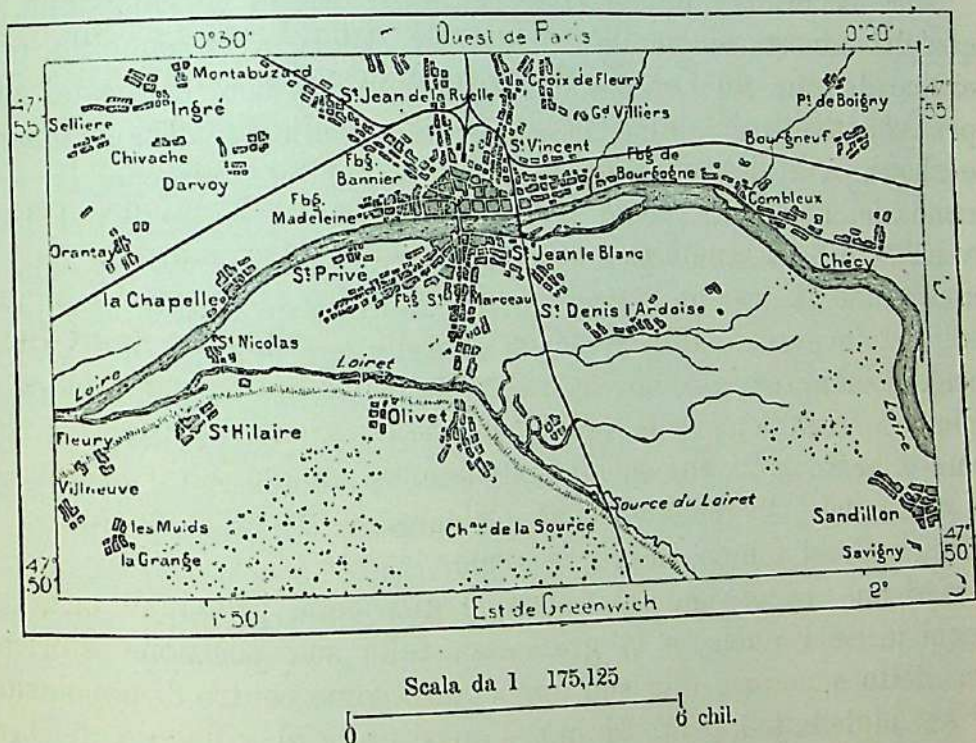 0°30' Ouest de Paris 0°20'
Montabuzard
St Jean de la Ruelle
Croix de Fleury
Pt de Boigny
47° 55'
Ingré
Gd Villiers
47° 55'
Selliere
St Vincent
Bourgneuf
Chivache
Fbg. Bannier
Fbg de Bourgogne
Darvoy
Fbg. Madeleine
Combleux
Orantay
St Privé
St Jean le Blanc
Chécy
la Chapelle
Fbg St Marceau
St Denis l'Ardoise
St Nicolas
Loiret
Loire
Loire
Fleury
St Hilaire
Olivet
Villneuve
Source du Loiret
les Muids
Chau de la Source
Sandillon
la Grange
Savigny
47° 50'
47° 50'
1°50' Est de Greenwich 2°
Scala da 1 175,125
0 6 chil.